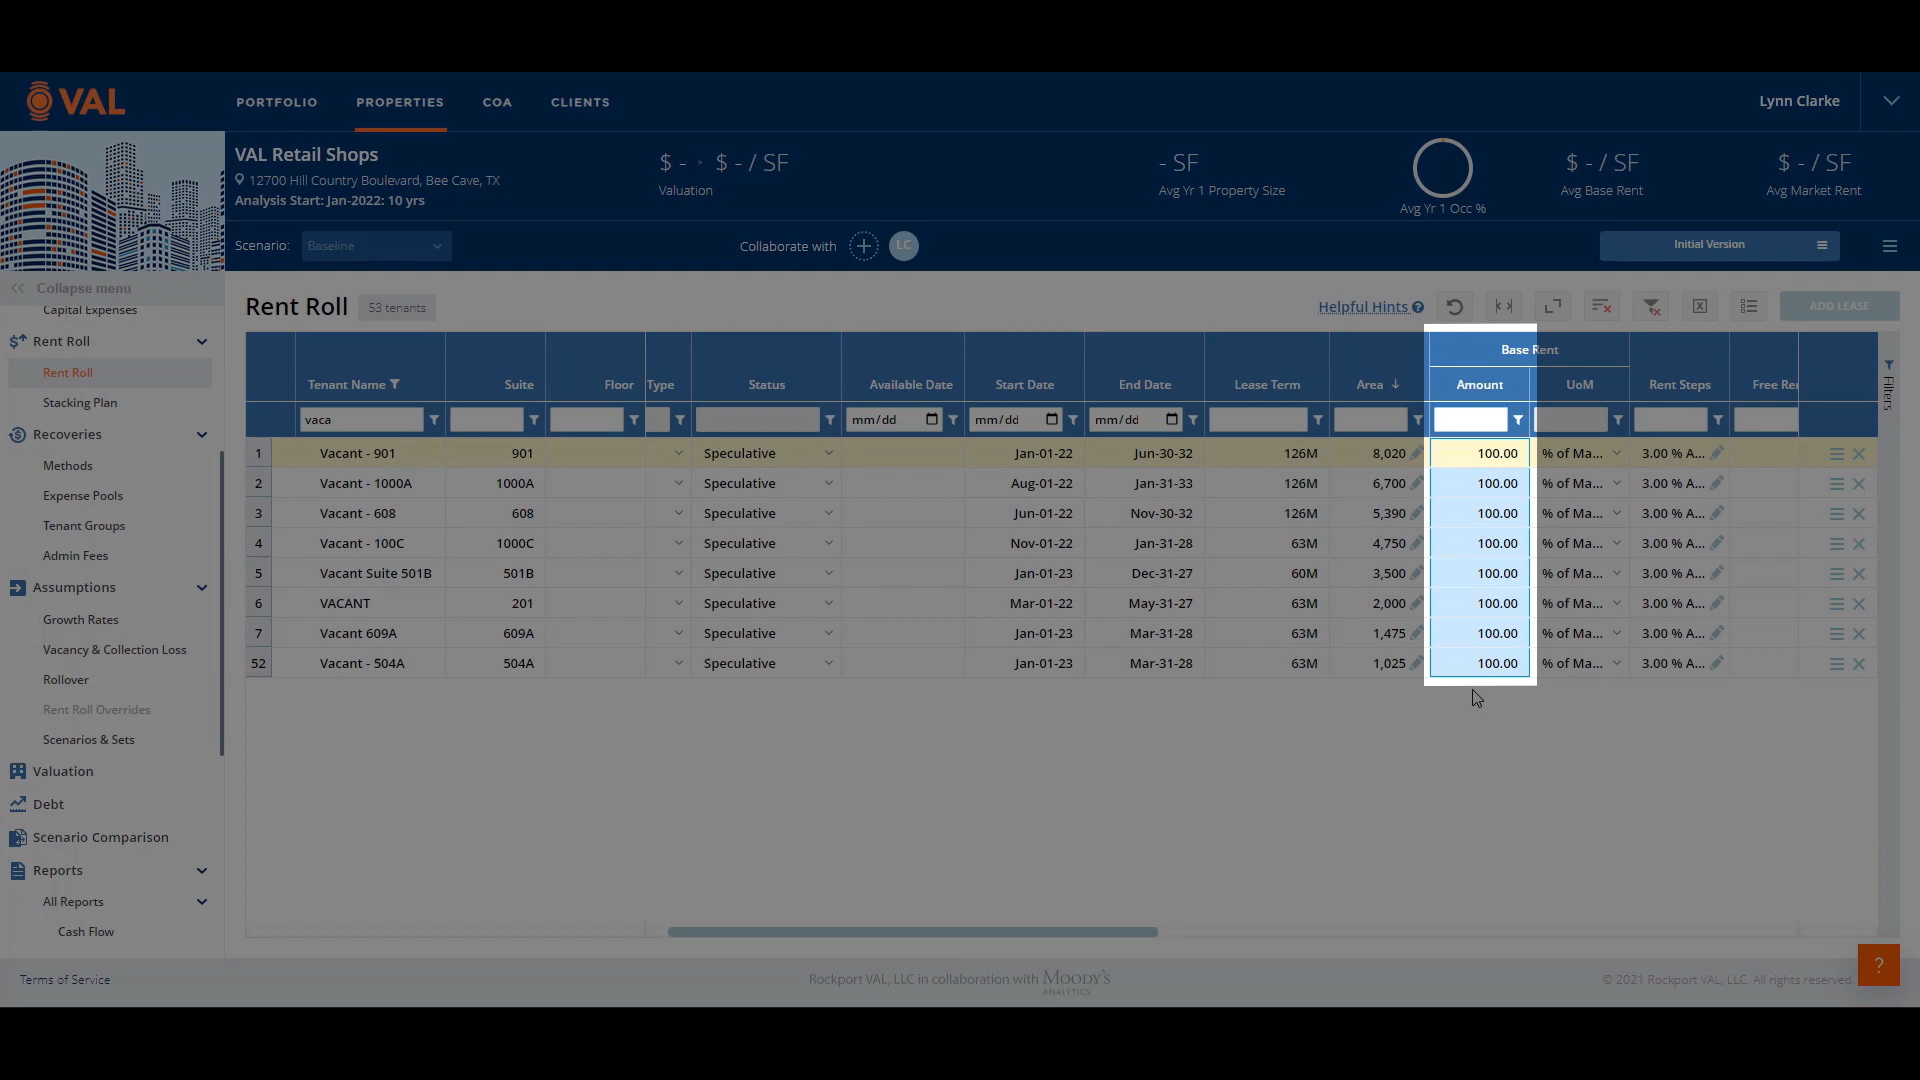 VAL
PORTFOLIO PROPERTIES COA CLIENTS
Lynn Clarke
VAL Retail Shops
12700 Hill Country Boulevard, Bee Cave, TX
Analysis Start: Jan-2022: 10 yrs
$ - · $ - / SF
Valuation
- SF
Avg Yr 1 Property Size
Avg Yr 1 Occ %
$ - / SF
Avg Base Rent
$ - / SF
Avg Market Rent
Scenario: Baseline
Collaborate with + LC
Initial Version
Collapse menu
Capital Expenses
Rent Roll
Rent Roll
Stacking Plan
Recoveries
Methods
Expense Pools
Tenant Groups
Admin Fees
Assumptions
Growth Rates
Vacancy & Collection Loss
Rollover
Rent Roll Overrides
Scenarios & Sets
Valuation
Debt
Scenario Comparison
Reports
All Reports
Cash Flow
Rent Roll 53 tenants
Helpful Hints ?
ADD LEASE
Base Rent
Tenant Name Suite Floor Type Status Available Date Start Date End Date Lease Term Area Amount UoM Rent Steps Free Re
vaca mm/dd mm/dd mm/dd
1 Vacant - 901 901 Speculative Jan-01-22 Jun-30-32 126M 8,020 100.00 % of Ma... 3.00 % A...
2 Vacant - 1000A 1000A Speculative Aug-01-22 Jan-31-33 126M 6,700 100.00 % of Ma... 3.00 % A...
3 Vacant - 608 608 Speculative Jun-01-22 Nov-30-32 126M 5,390 100.00 % of Ma... 3.00 % A...
4 Vacant - 100C 1000C Speculative Nov-01-22 Jan-31-28 63M 4,750 100.00 % of Ma... 3.00 % A...
5 Vacant Suite 501B 501B Speculative Jan-01-23 Dec-31-27 60M 3,500 100.00 % of Ma... 3.00 % A...
6 VACANT 201 Speculative Mar-01-22 May-31-27 63M 2,000 100.00 % of Ma... 3.00 % A...
7 Vacant 609A 609A Speculative Jan-01-23 Mar-31-28 63M 1,475 100.00 % of Ma... 3.00 % A...
52 Vacant - 504A 504A Speculative Jan-01-23 Mar-31-28 63M 1,025 100.00 % of Ma... 3.00 % A...
Filters
?
Terms of Service
Rockport VAL, LLC in collaboration with MOODY'S
ANALYTICS
© 2021 Rockport VAL, LLC. All rights reserved.